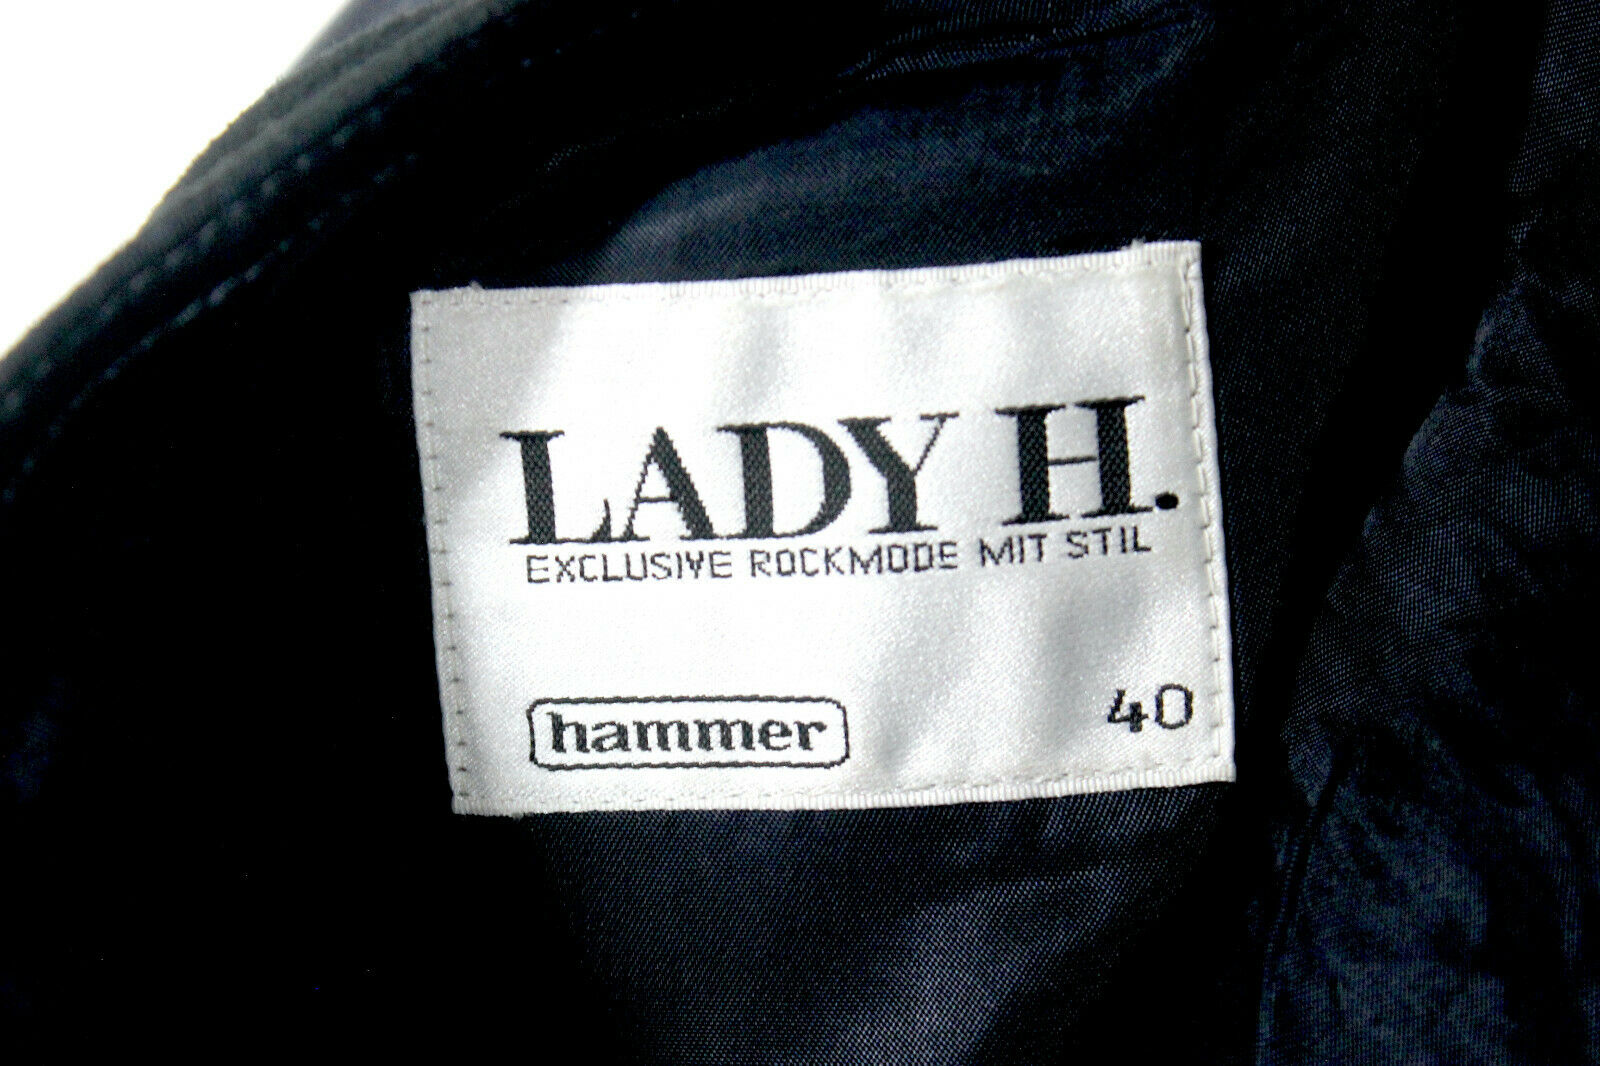 LADY H.
EXCLUSIVE ROCKMODE MIT STIL
hammer 40